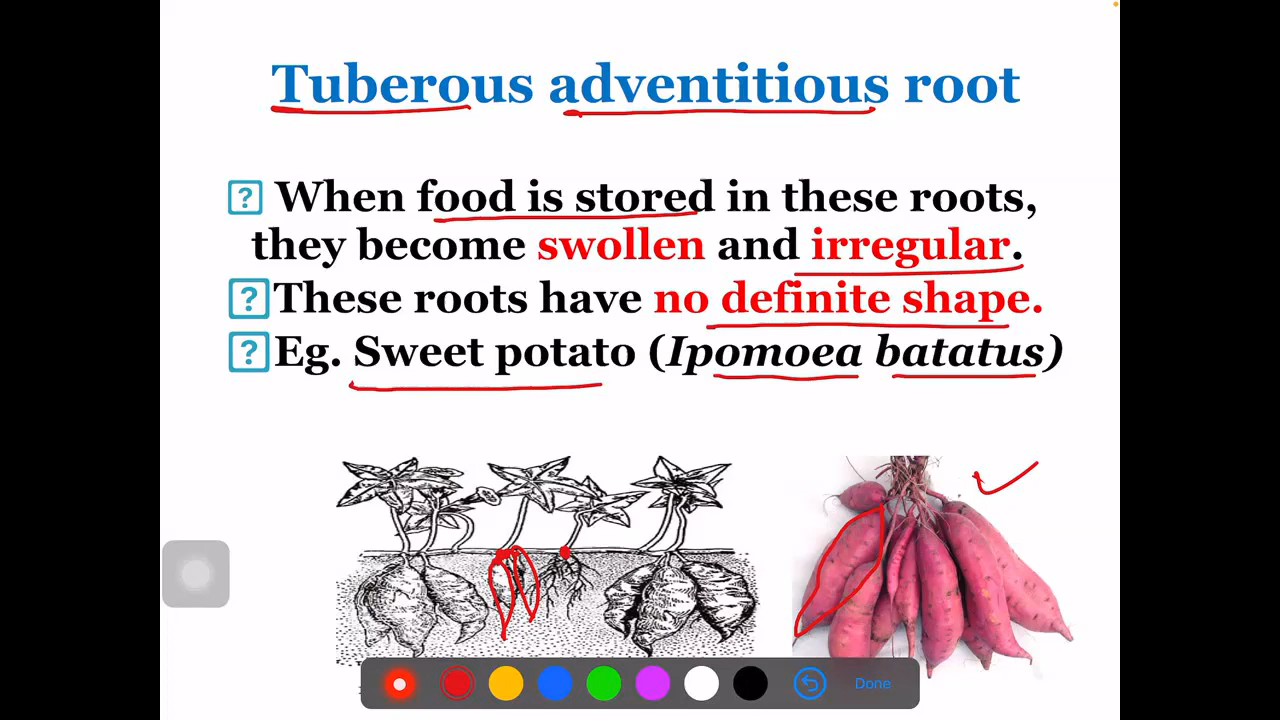 Tuberous adventitious root
When food is stored in these roots,
they become swollen and irregular.
These roots have no definite shape.
Eg. Sweet potato (Ipomoea batatus)
Done